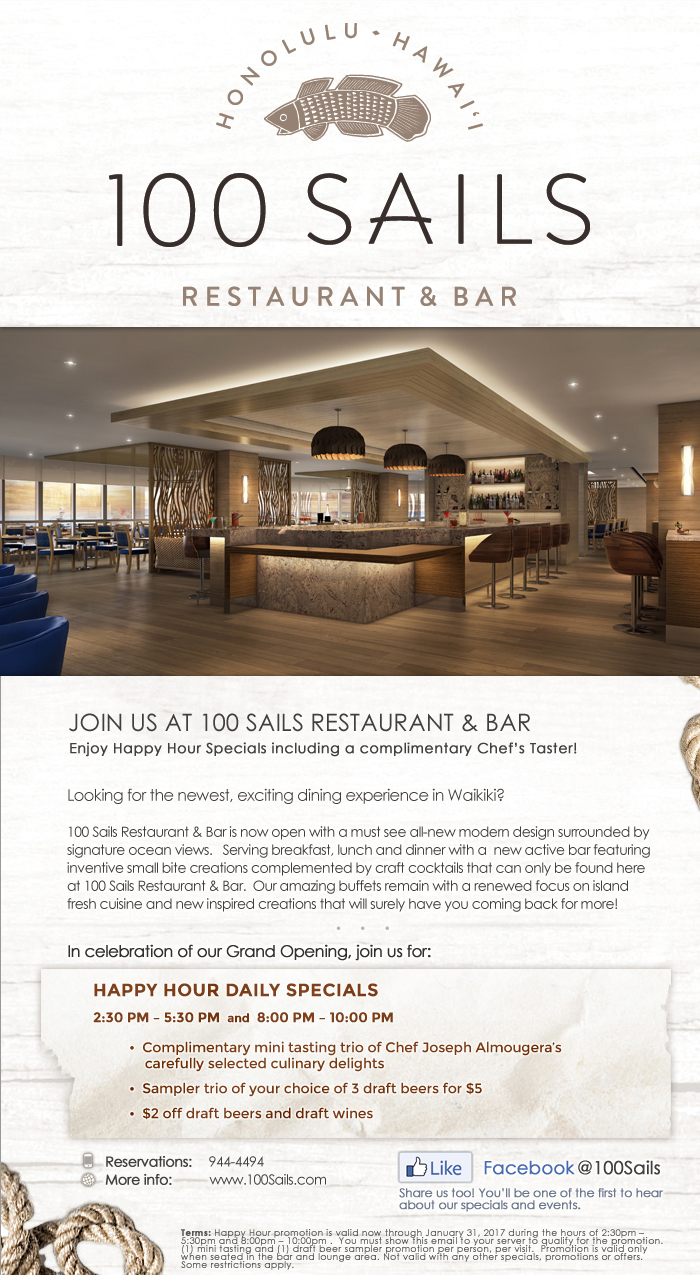 HONOLULU • HAWAI‘I
100 SAILS
RESTAURANT & BAR
JOIN US AT 100 SAILS RESTAURANT & BAR
Enjoy Happy Hour Specials including a complimentary Chef's Taster!
Looking for the newest, exciting dining experience in Waikiki?
100 Sails Restaurant & Bar is now open with a must see all-new modern design surrounded by
signature ocean views.   Serving breakfast, lunch and dinner with a  new active bar featuring
inventive small bite creations complemented by craft cocktails that can only be found here
at 100 Sails Restaurant & Bar.  Our amazing buffets remain with a renewed focus on island
fresh cuisine and new inspired creations that will surely have you coming back for more!
• • •
In celebration of our Grand Opening, join us for:
HAPPY HOUR DAILY SPECIALS
2:30 PM – 5:30 PM  and  8:00 PM – 10:00 PM
• Complimentary mini tasting trio of Chef Joseph Almougera's
carefully selected culinary delights
• Sampler trio of your choice of 3 draft beers for $5
• $2 off draft beers and draft wines
Reservations: 944-4494
More info: www.100Sails.com
Like Facebook @100Sails
Share us too! You'll be one of the first to hear
about our specials and events.
Terms: Happy Hour promotion is valid now through January 31, 2017 during the hours of 2:30pm –
5:30pm and 8:00pm – 10:00pm .  You must show this email to your server to qualify for the promotion.
(1) mini tasting and (1) draft beer sampler promotion per person, per visit.  Promotion is valid only
when seated in the bar and lounge area. Not valid with any other specials, promotions or offers.
Some restrictions apply.